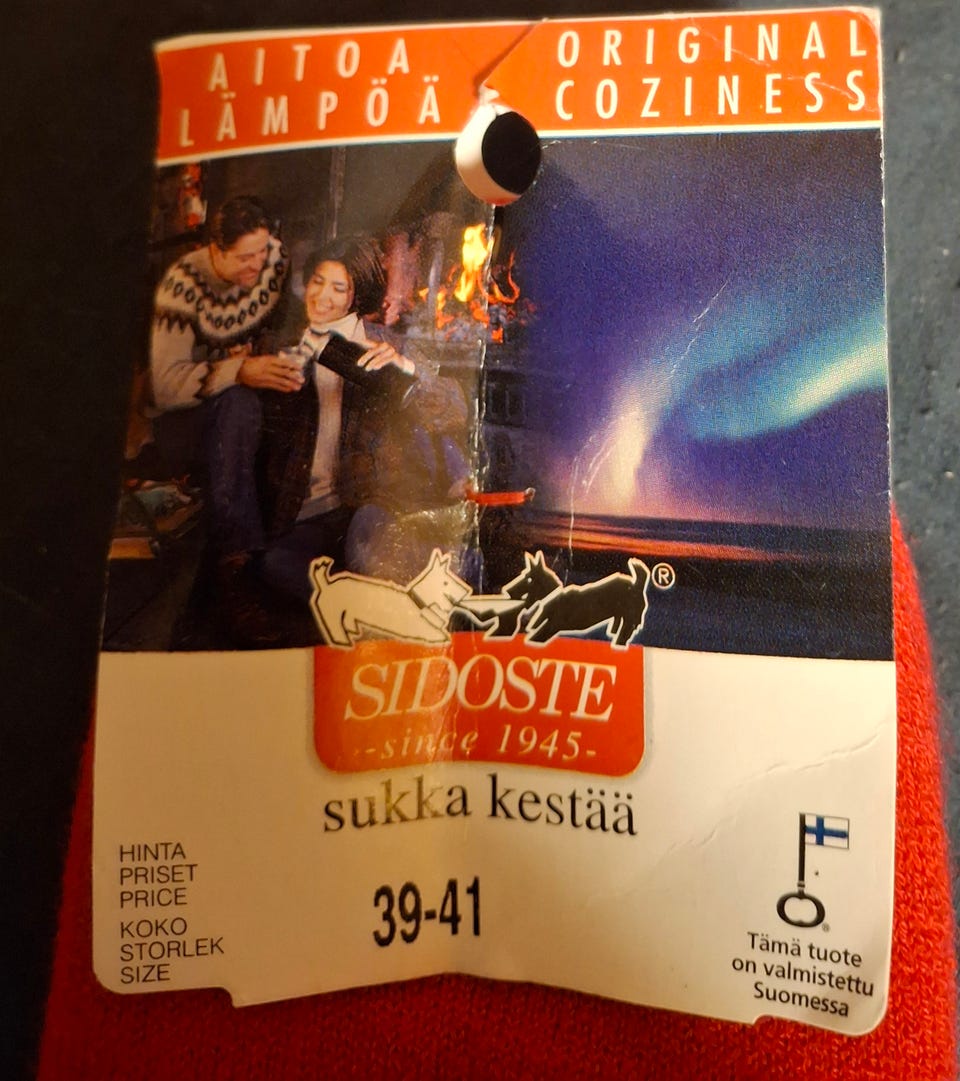 AITOA
LÄMPÖÄ
ORIGINAL
COZINESS
®
SIDOSTE
--since 1945-
sukka kestää
HINTA
PRISET
PRICE
KOKO
STORLEK
SIZE
39-41
®
Tämä tuote
on valmistettu
Suomessa